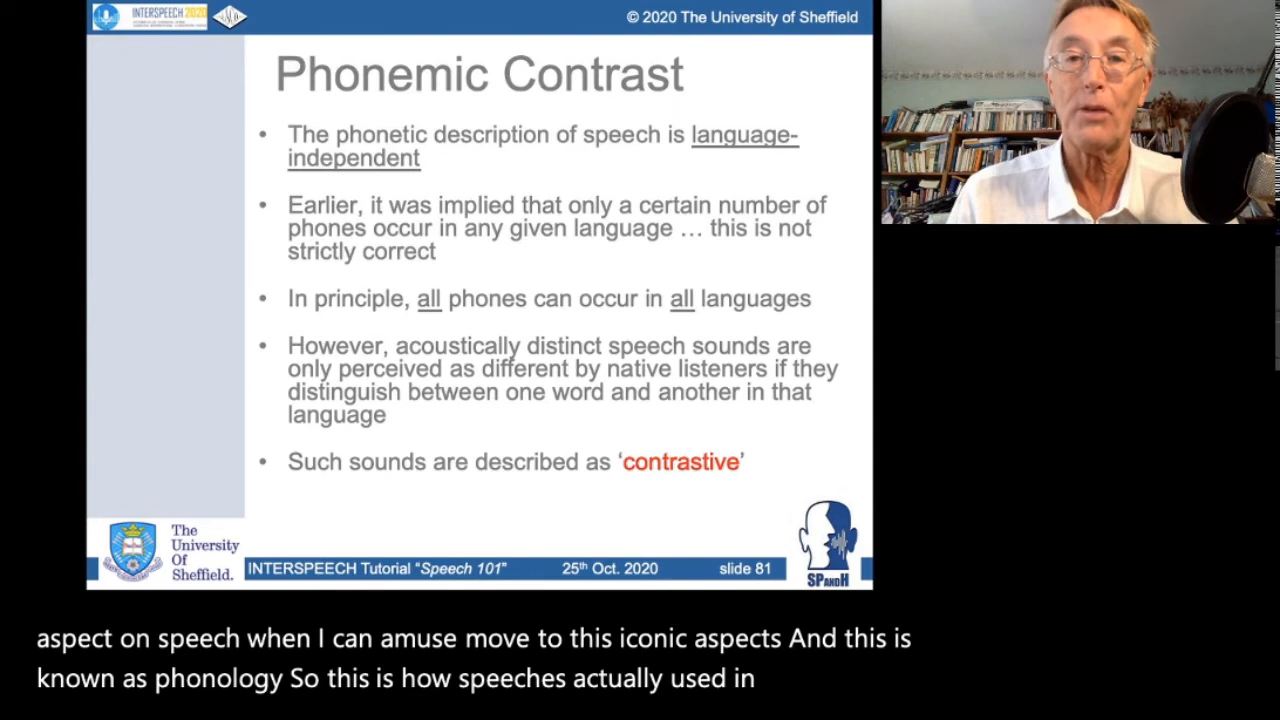 INTERSPEECH 2020
© 2020 The University of Sheffield
Phonemic Contrast
• The phonetic description of speech is language-
independent
• Earlier, it was implied that only a certain number of
phones occur in any given language … this is not
strictly correct
• In principle, all phones can occur in all languages
• However, acoustically distinct speech sounds are
only perceived as different by native listeners if they
distinguish between one word and another in that
language
• Such sounds are described as ‘contrastive’
The
University
Of
Sheffield.
INTERSPEECH Tutorial “Speech 101” 25th Oct. 2020 slide 81
SPANDH
aspect on speech when I can amuse move to this iconic aspects And this is
known as phonology So this is how speeches actually used in